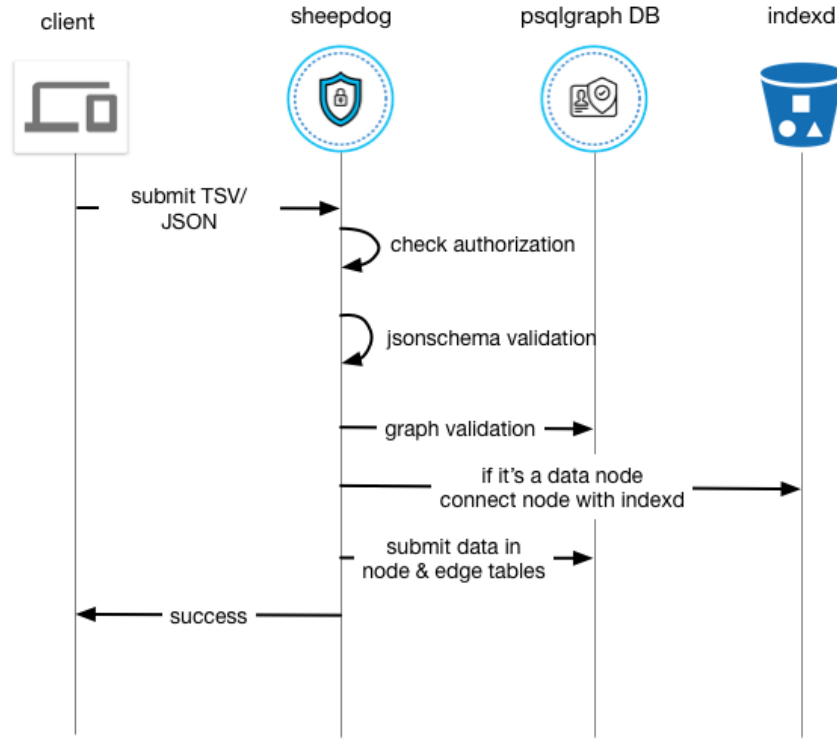 client
sheepdog
psqlgraph DB
indexd
submit TSV/
JSON
check authorization
jsonschema validation
graph validation
if it's a data node
connect node with indexd
submit data in
node & edge tables
success